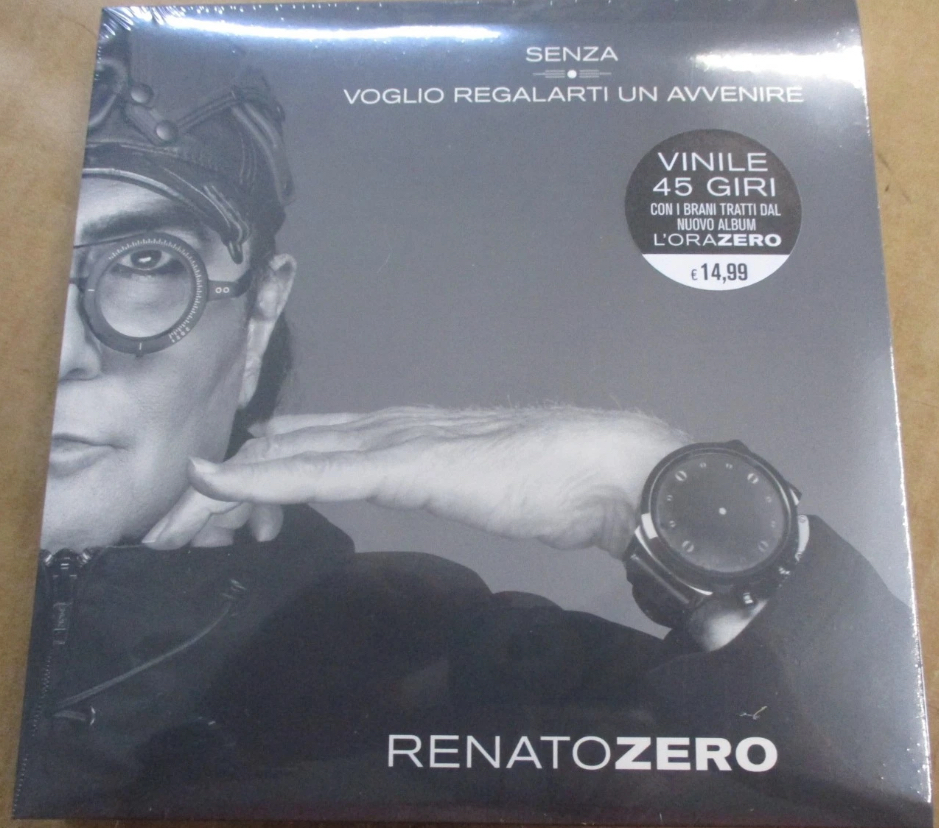 SENZA
VOGLIO REGALARTI UN AVVENIRE
VINILE
45 GIRI
CON I BRANI TRATTI DAL
NUOVO ALBUM
L'ORAZERO
€ 14,99
RENATOZERO